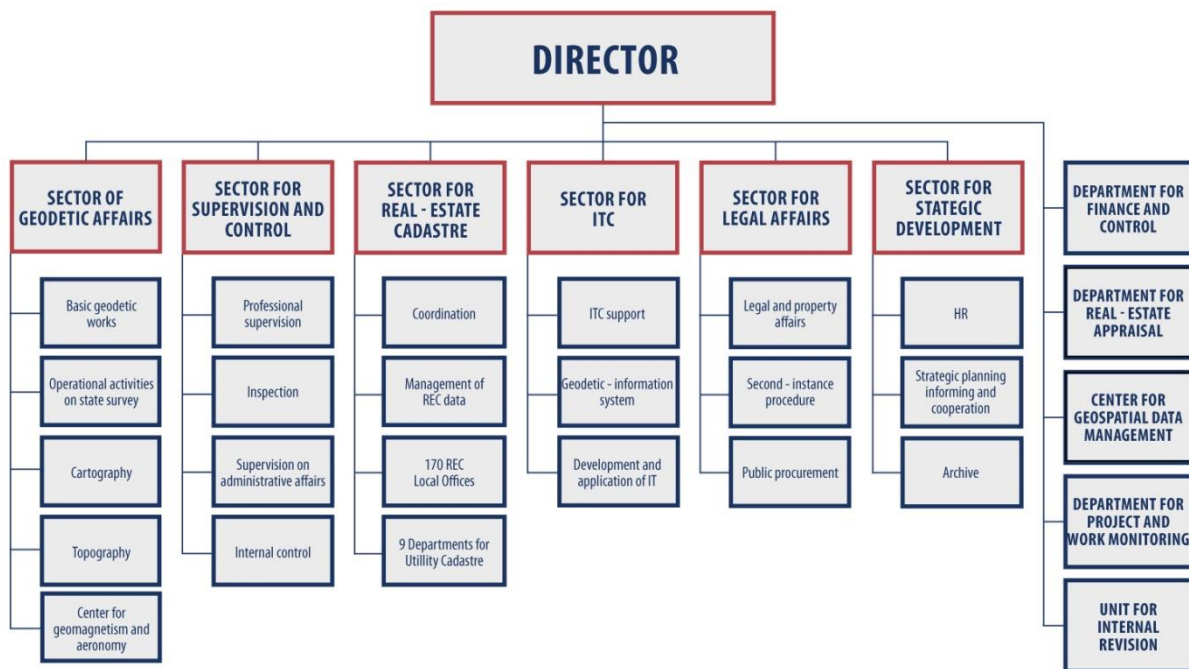 DIRECTOR
SECTOR OF
GEODETIC AFFAIRS
Basic geodetic
works
Operational activities
on state survey
Cartography
Topography
Center for
geomagnetism and
aeronomy
SECTOR FOR
SUPERVISION AND
CONTROL
Professional
supervision
Inspection
Supervision on
administrative affairs
Internal control
SECTOR FOR
REAL - ESTATE
CADASTRE
Coordination
Management of
REC data
170 REC
Local Offices
9 Departments for
Utillity Cadastre
SECTOR FOR
ITC
ITC support
Geodetic - information
system
Development and
application of IT
SECTOR FOR
LEGAL AFFAIRS
Legal and property
affairs
Second - instance
procedure
Public procurement
SECTOR FOR
STATEGIC
DEVELOPMENT
HR
Strategic planning
informing and
cooperation
Archive
DEPARTMENT FOR
FINANCE AND
CONTROL
DEPARTMENT FOR
REAL - ESTATE
APPRAISAL
CENTER FOR
GEOSPATIAL DATA
MANAGEMENT
DEPARTMENT FOR
PROJECT AND
WORK MONITORING
UNIT FOR
INTERNAL
REVISION